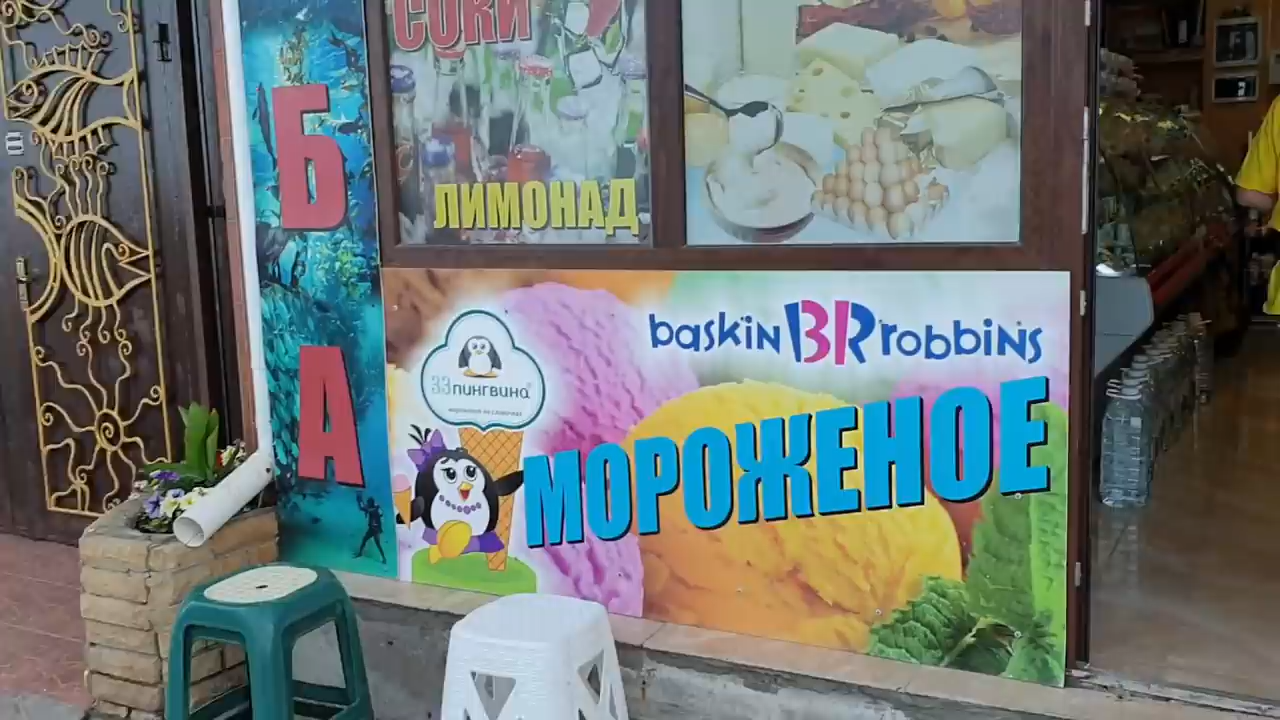 СОКИ
ЛИМОНАД
Б
А
baskin BR robbins
33 пингвина
МОРОЖЕНОЕ